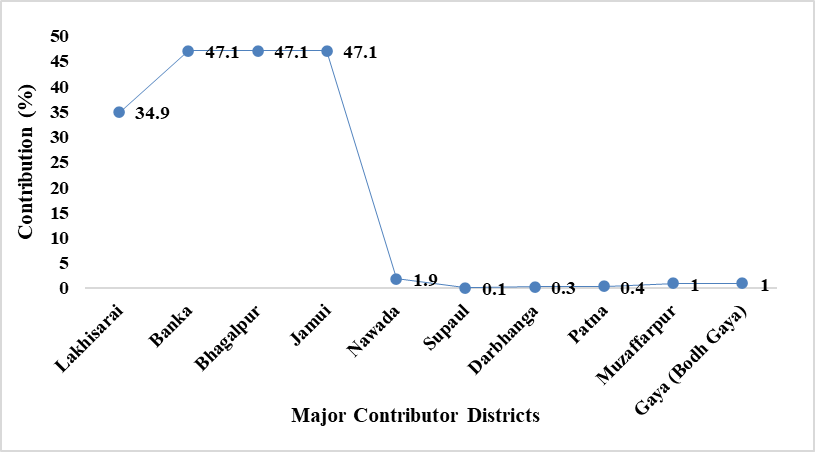 50
45
40
35
30
25
20
15
10
5
0
Contribution (%)
34.9
47.1
47.1
47.1
1.9
0.1
0.3
0.4
1
1
Lakhisarai
Banka
Bhagalpur
Jamui
Nawada
Supaul
Darbhanga
Patna
Muzaffarpur
Gaya (Bodh Gaya)
Major Contributor Districts